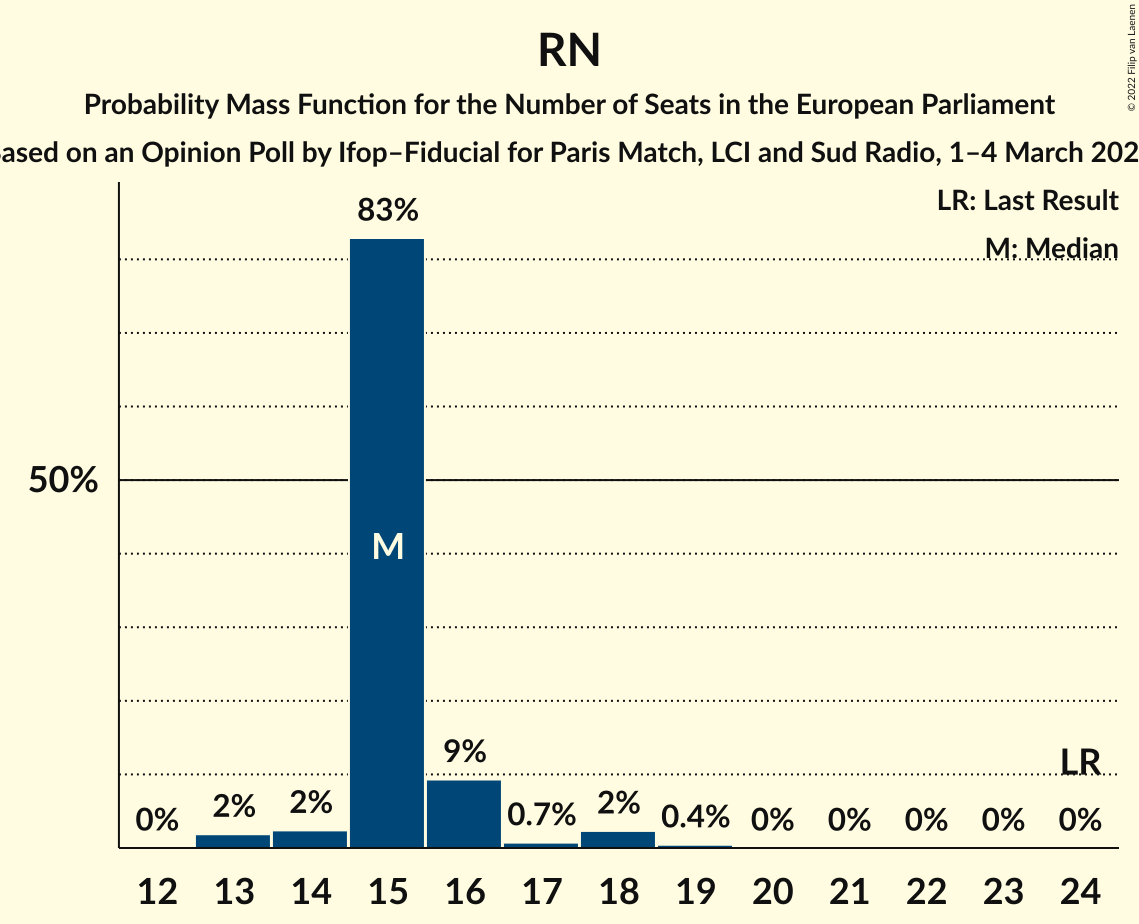 RN
Probability Mass Function for the Number of Seats in the European Parliament
ased on an Opinion Poll by Ifop–Fiducial for Paris Match, LCI and Sud Radio, 1–4 March 202
© 2022 Filip van Laenen
LR: Last Result
M: Median
83%
50%
M
9%
LR
0% 2% 2% 0.7% 2% 0.4% 0% 0% 0% 0% 0%
12 13 14 15 16 17 18 19 20 21 22 23 24